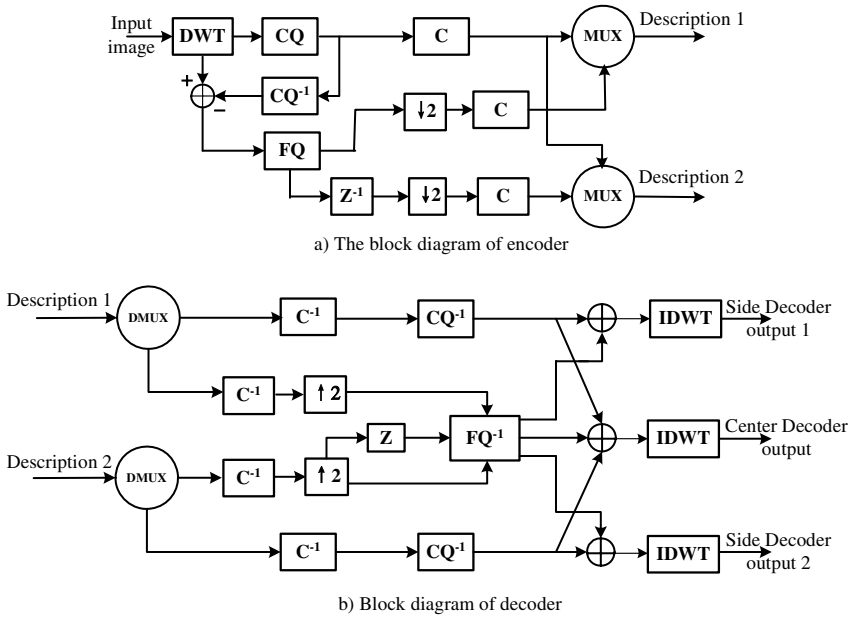 Input
image
DWT
CQ
C
MUX
Description 1
+
−
CQ⁻¹
↓2
C
FQ
Z⁻¹
↓2
C
MUX
Description 2
a) The block diagram of encoder
Description 1
DMUX
C⁻¹
CQ⁻¹
IDWT
Side Decoder
output 1
C⁻¹
↑2
Z
FQ⁻¹
IDWT
Center Decoder
output
Description 2
DMUX
C⁻¹
↑2
C⁻¹
CQ⁻¹
IDWT
Side Decoder
output 2
b) Block diagram of decoder